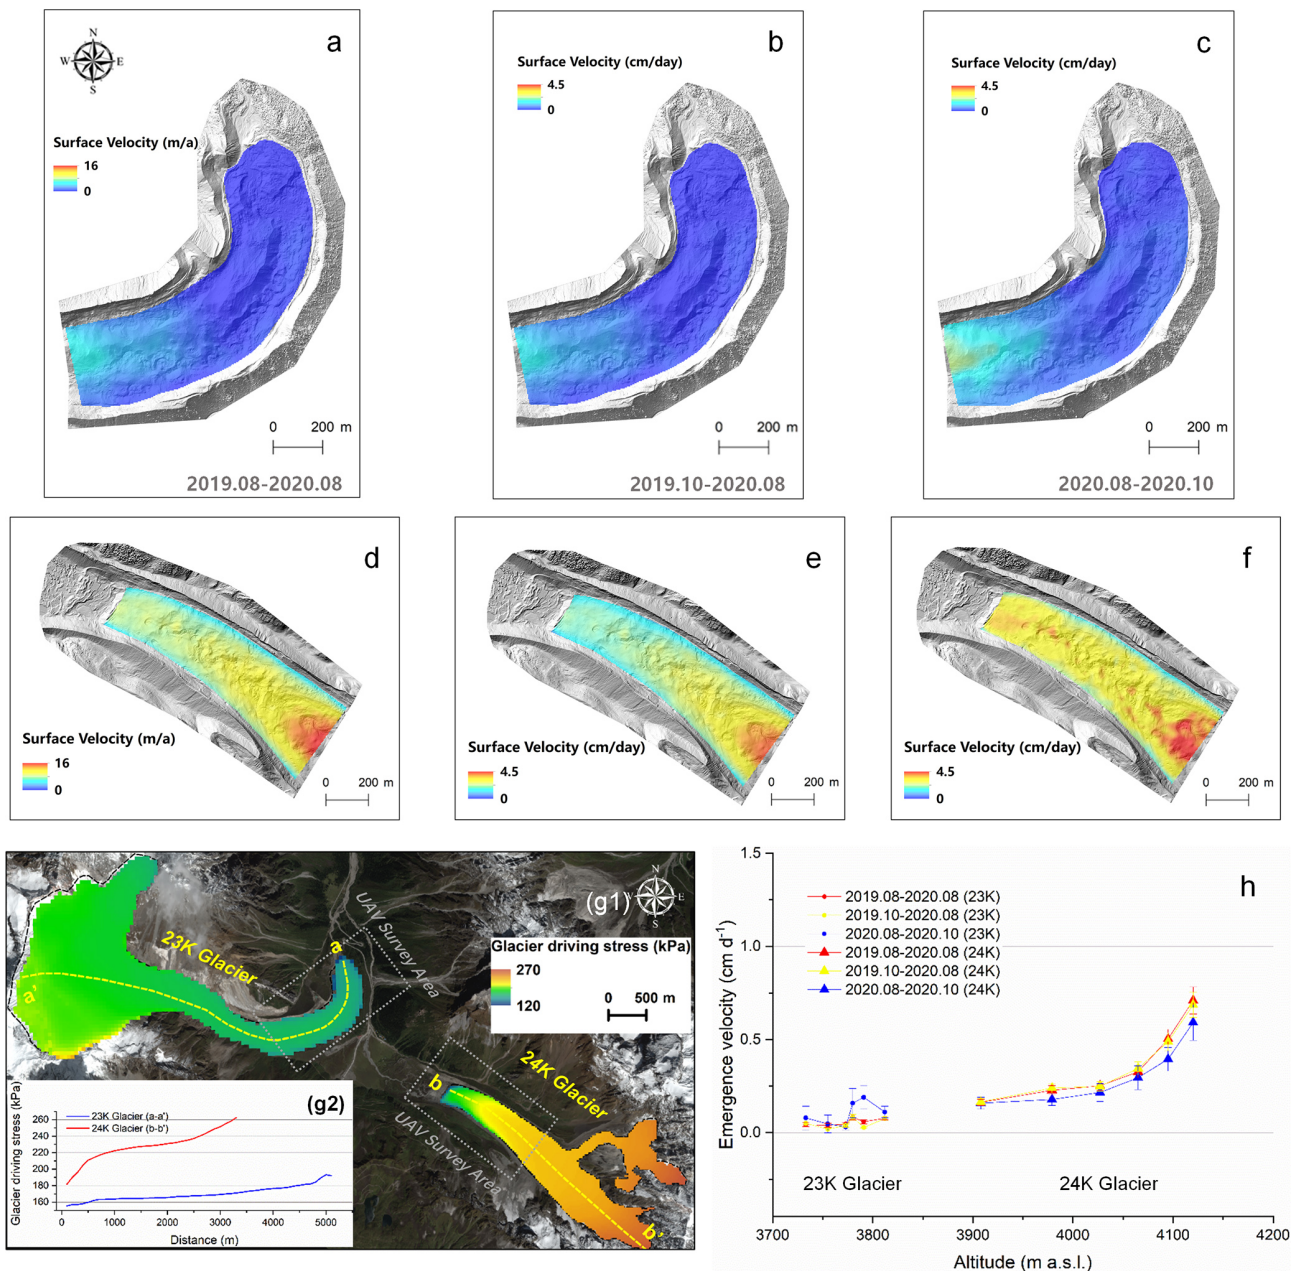 a
N
W E
S
Surface Velocity (m/a)
16
0
0 200 m
2019.08-2020.08
b
Surface Velocity (cm/day)
4.5
0
0 200 m
2019.10-2020.08
c
Surface Velocity (cm/day)
4.5
0
0 200 m
2020.08-2020.10
d
Surface Velocity (m/a)
16
0
0 200 m
e
Surface Velocity (cm/day)
4.5
0
0 200 m
f
Surface Velocity (cm/day)
4.5
0
0 200 m
(g1)
N
W E
S
UAV Survey Area
23K Glacier
a
a'
Glacier driving stress (kPa)
270
120
0 500 m
24K Glacier
b
b'
UAV Survey Area
(g2)
23K Glacier (a-a')
24K Glacier (b-b')
Glacier driving stress (kPa)
260
240
220
200
180
160
0 1000 2000 3000 4000 5000
Distance (m)
h
2019.08-2020.08 (23K)
2019.10-2020.08 (23K)
2020.08-2020.10 (23K)
2019.08-2020.08 (24K)
2019.10-2020.08 (24K)
2020.08-2020.10 (24K)
Emergence velocity (cm d-1)
1.5
1.0
0.5
0.0
23K Glacier 24K Glacier
3700 3800 3900 4000 4100 4200
Altitude (m a.s.l.)